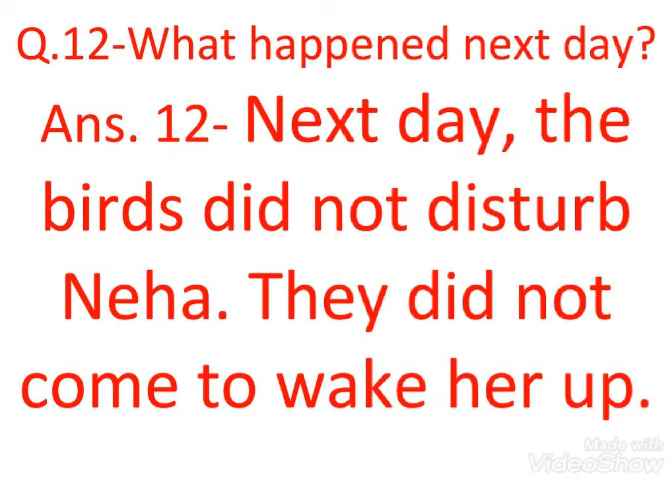 Q.12-What happened next day?
Ans. 12- Next day, the
birds did not disturb
Neha. They did not
come to wake her up.
Made with
VideoShow